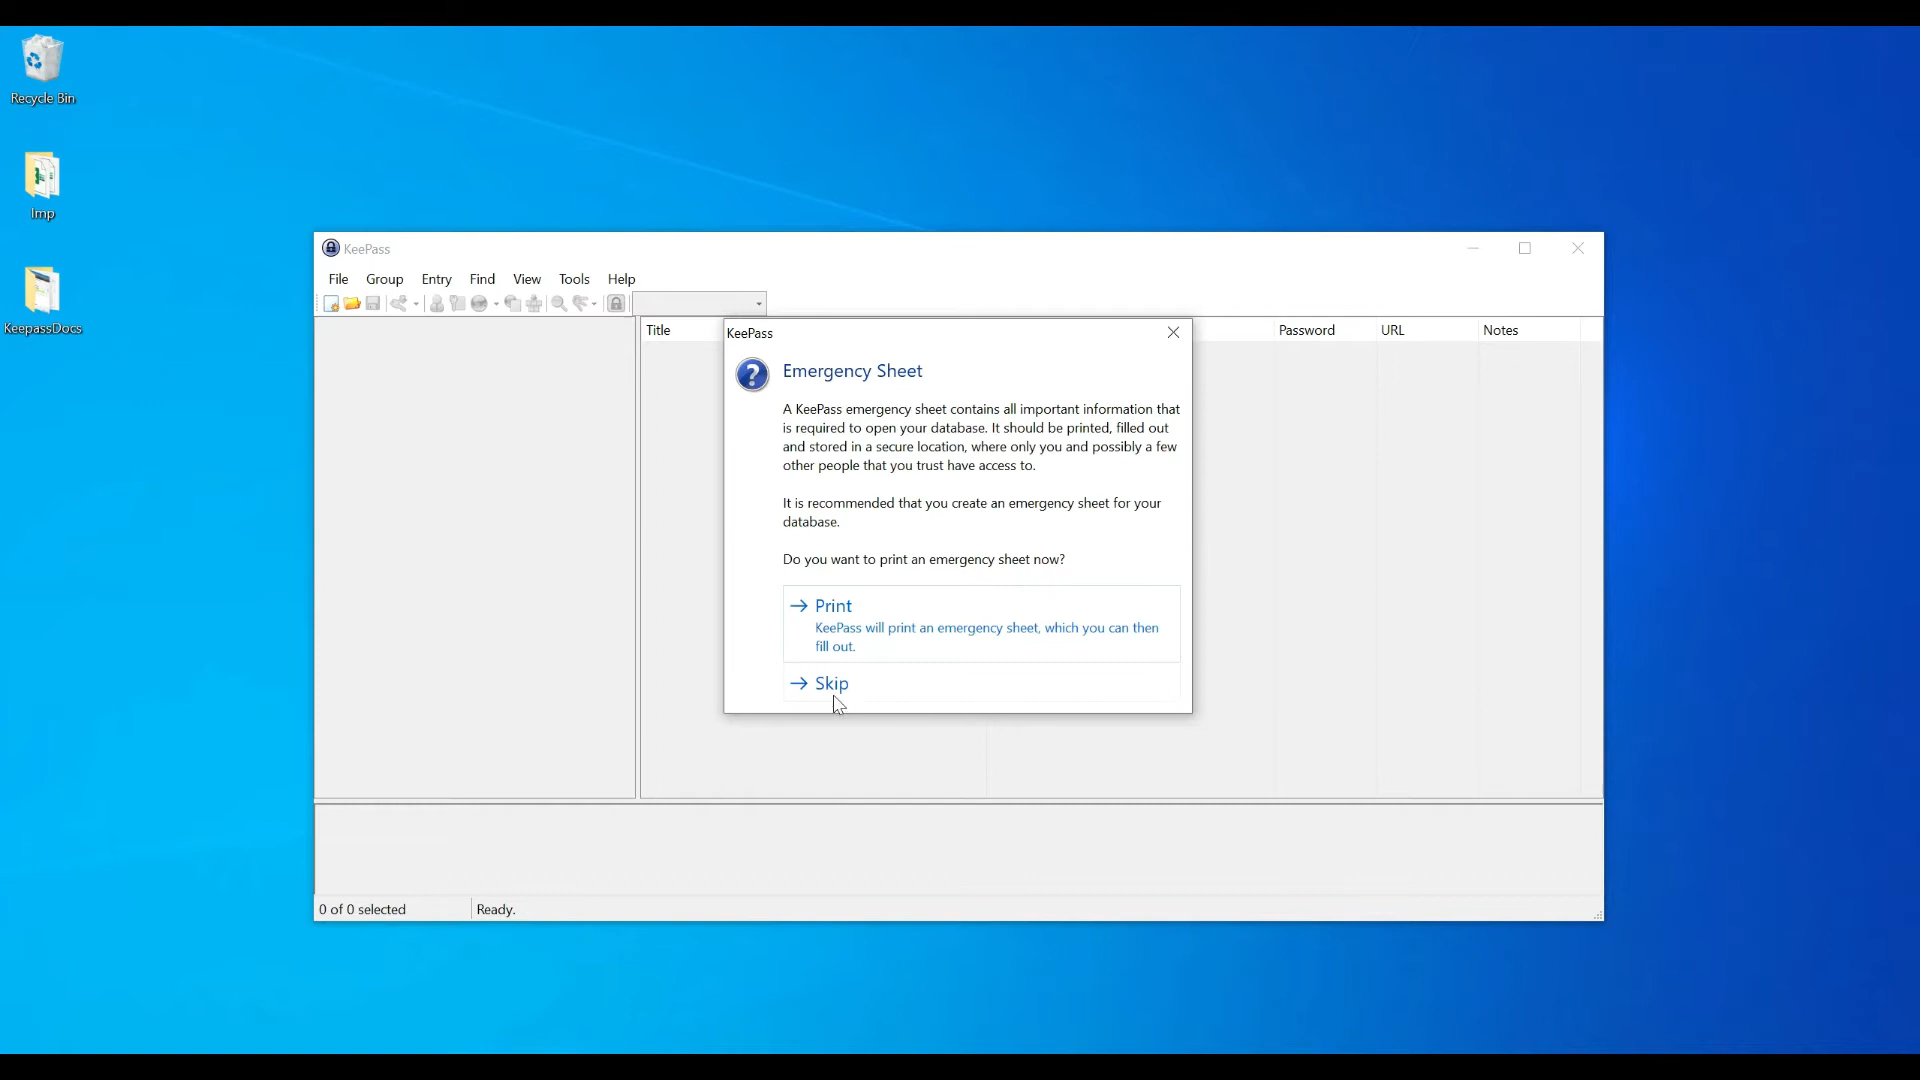 Recycle Bin
Imp
KeepassDocs
KeePass
File Group Entry Find View Tools Help
Title Password URL Notes
KeePass
Emergency Sheet
A KeePass emergency sheet contains all important information that
is required to open your database. It should be printed, filled out
and stored in a secure location, where only you and possibly a few
other people that you trust have access to.
It is recommended that you create an emergency sheet for your
database.
Do you want to print an emergency sheet now?
Print
KeePass will print an emergency sheet, which you can then
fill out.
Skip
0 of 0 selected Ready.